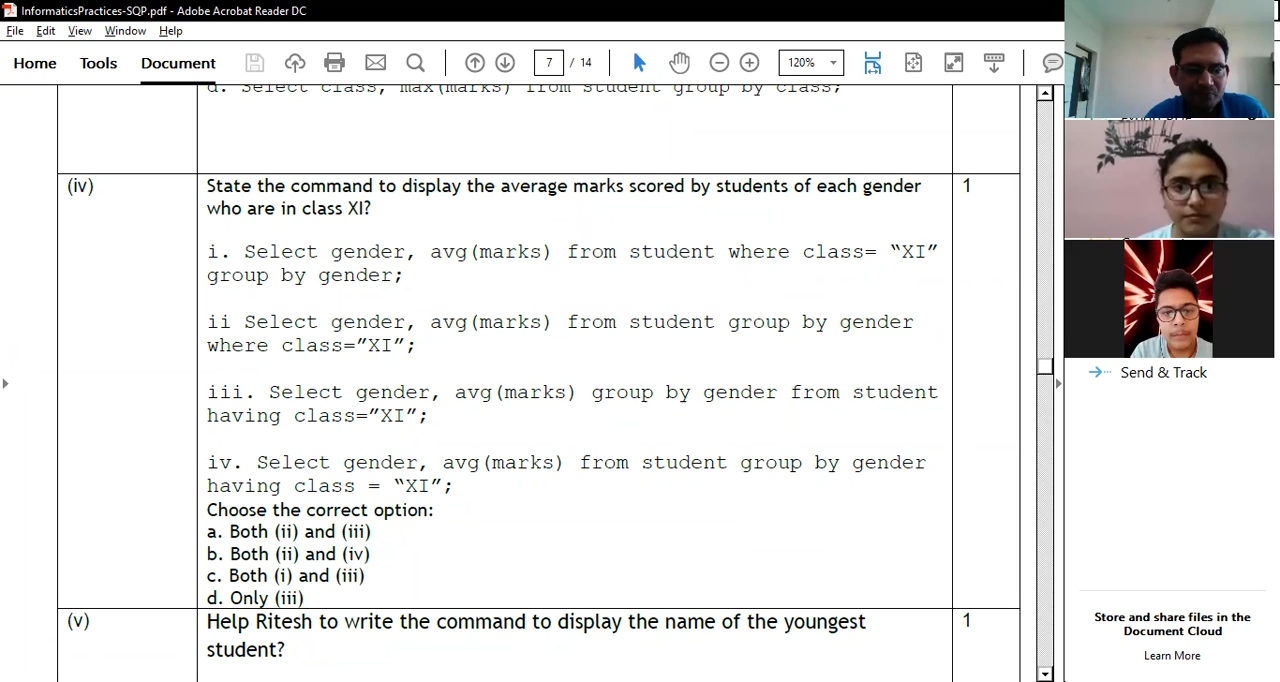 InformaticsPractices-SQP.pdf - Adobe Acrobat Reader DC
File Edit View Window Help
Home Tools Document 7 / 14 120%
d. Select class, max(marks) from student group by class;
(iv) State the command to display the average marks scored by students of each gender 1
who are in class XI?
i. Select gender, avg(marks) from student where class= “XI”
group by gender;
ii Select gender, avg(marks) from student group by gender
where class=”XI”;
iii. Select gender, avg(marks) group by gender from student
having class=”XI”;
iv. Select gender, avg(marks) from student group by gender
having class = “XI”;
Choose the correct option:
a. Both (ii) and (iii)
b. Both (ii) and (iv)
c. Both (i) and (iii)
d. Only (iii)
(v) Help Ritesh to write the command to display the name of the youngest 1
student?
Send & Track
Store and share files in the
Document Cloud
Learn More